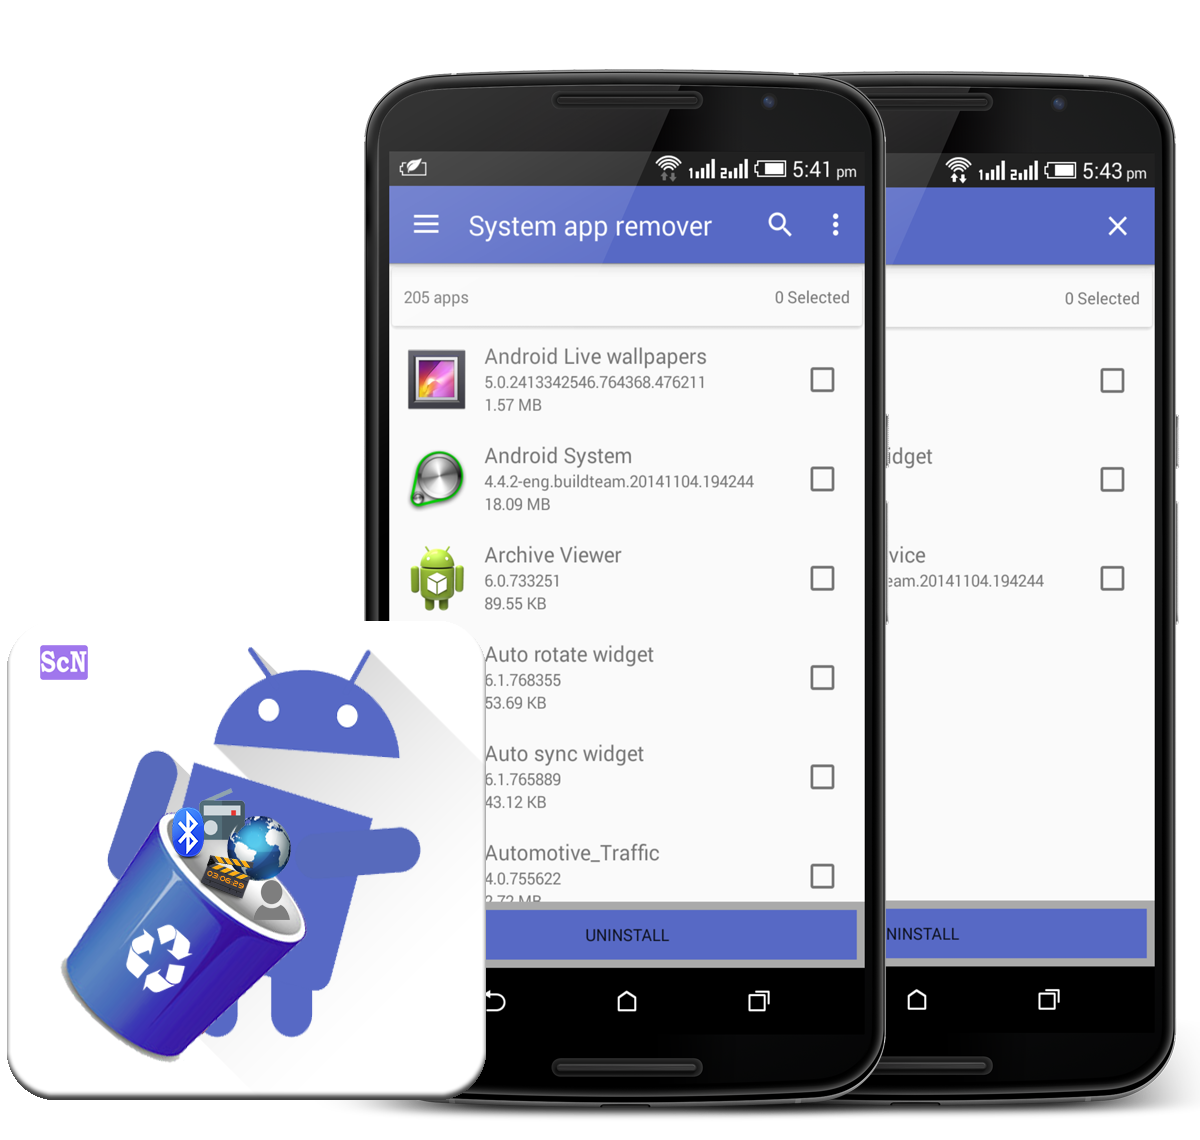 5:41 pm
System app remover
205 apps
0 Selected
Android Live wallpapers
5.0.2413342546.764368.476211
1.57 MB
Android System
4.4.2-eng.buildteam.20141104.194244
18.09 MB
Archive Viewer
6.0.733251
89.55 KB
Auto rotate widget
6.1.768355
53.69 KB
Auto sync widget
6.1.765889
43.12 KB
Automotive_Traffic
4.0.755622
2.72 MB
UNINSTALL
5:43 pm
0 Selected
idget
vice
eam.20141104.194244
NINSTALL
ScN
03:06:29